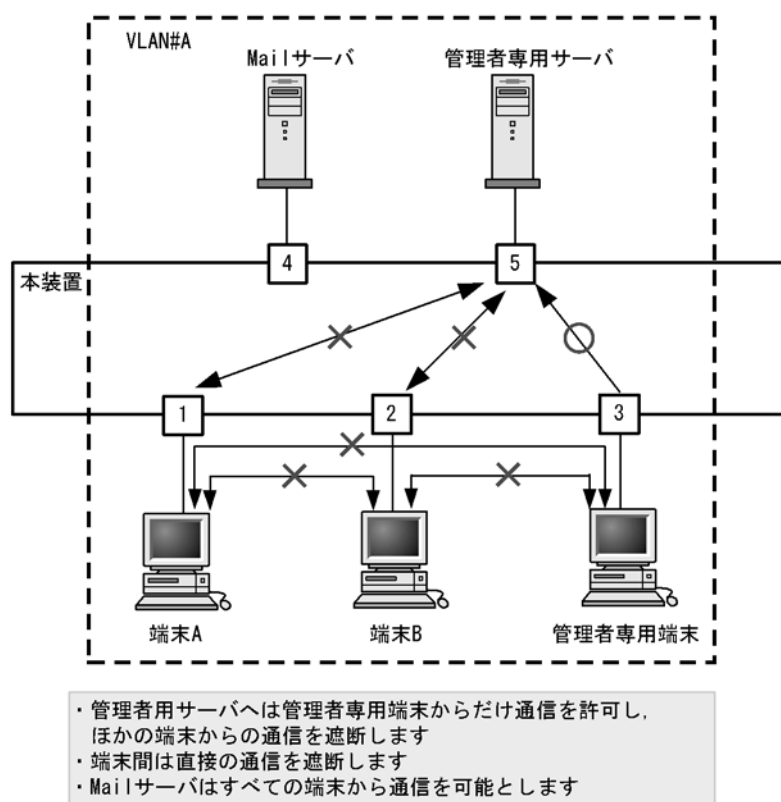 VLAN#A
Mailサーバ
管理者専用サーバ
本装置
4
5
1
2
3
端末A
端末B
管理者専用端末
・管理者用サーバへは管理者専用端末からだけ通信を許可し,
ほかの端末からの通信を遮断します
・端末間は直接の通信を遮断します
・Mailサーバはすべての端末から通信を可能とします